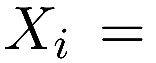 X_i =